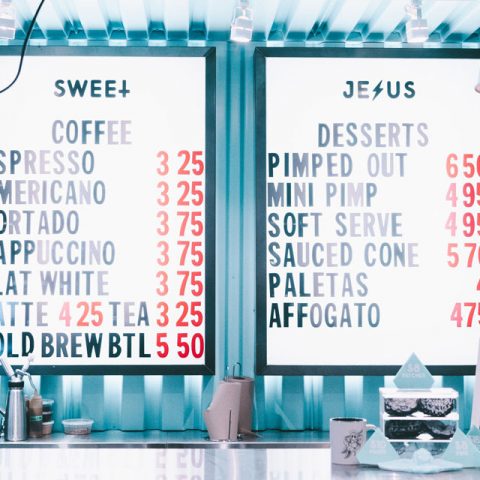 SWEET
COFFEE
SPRESSO 3 25
MERICANO 3 25
ORTADO 3 75
APPUCCINO 3 75
LAT WHITE 3 75
ATTE 4 25 TEA 3 25
OLD BREW BTL 5 50
JESUS
DESSERTS
PIMPED OUT 6 50
MINI PIMP 4 95
SOFT SERVE 4 95
SAUCED CONE 5 7
PALETAS 4
AFFOGATO 475